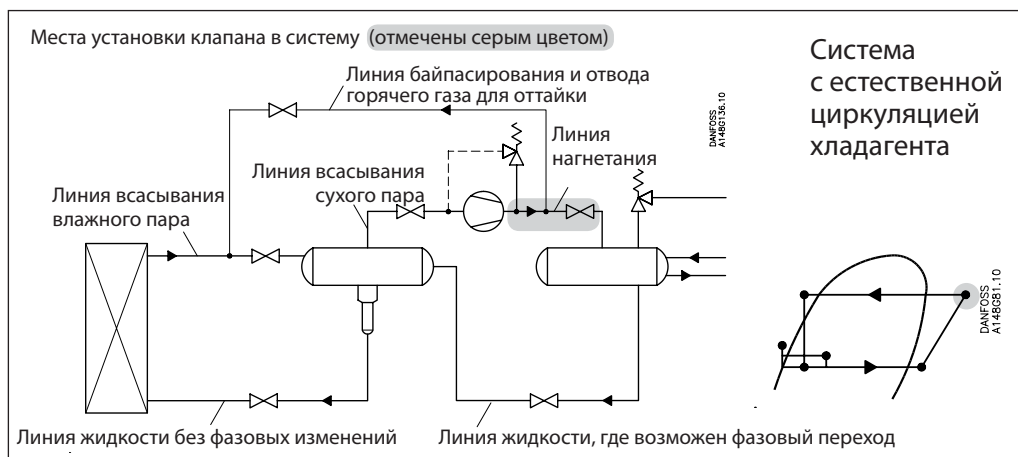 Места установки клапана в систему (отмечены серым цветом)
Система
с естественной
циркуляцией
хладагента
Линия байпасирования и отвода
горячего газа для оттайки
DANFOSS
A148G136.10
Линия
нагнетания
Линия всасывания
сухого пара
Линия всасывания
влажного пара
DANFOSS
A148G81.10
Линия жидкости без фазовых изменений
Линия жидкости, где возможен фазовый переход